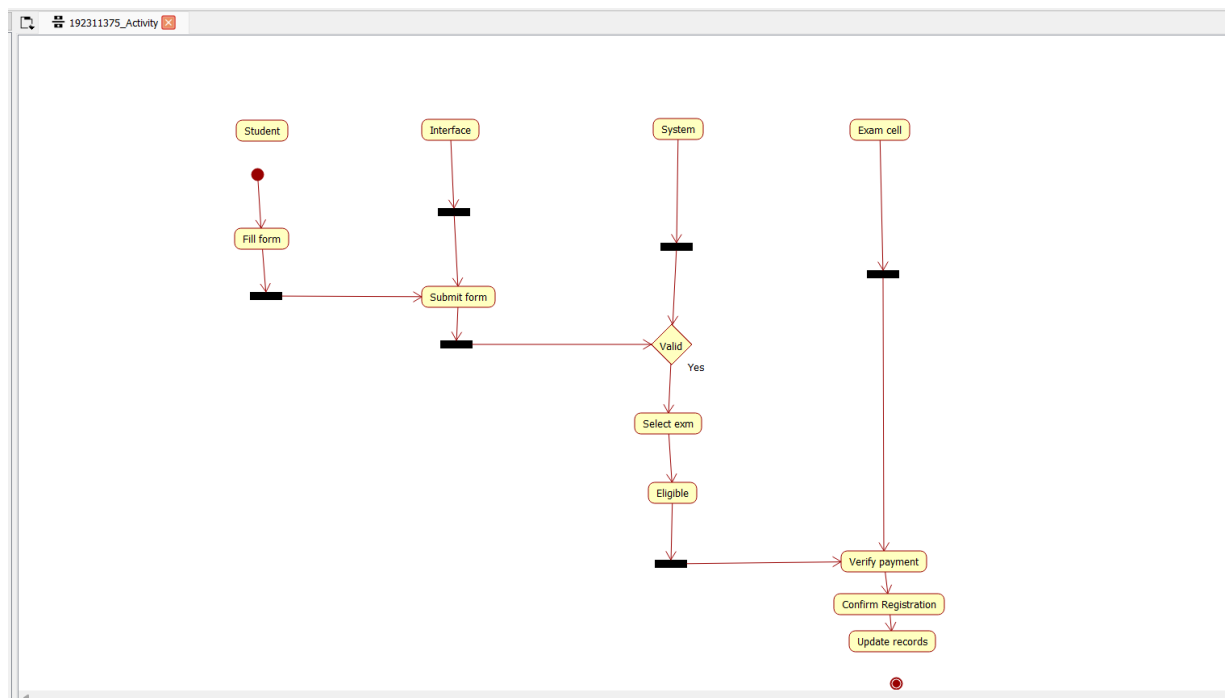 192311375_Activity
Student
Interface
System
Exam cell
Fill form
Submit form
Valid
Yes
Select exm
Eligible
Verify payment
Confirm Registration
Update records